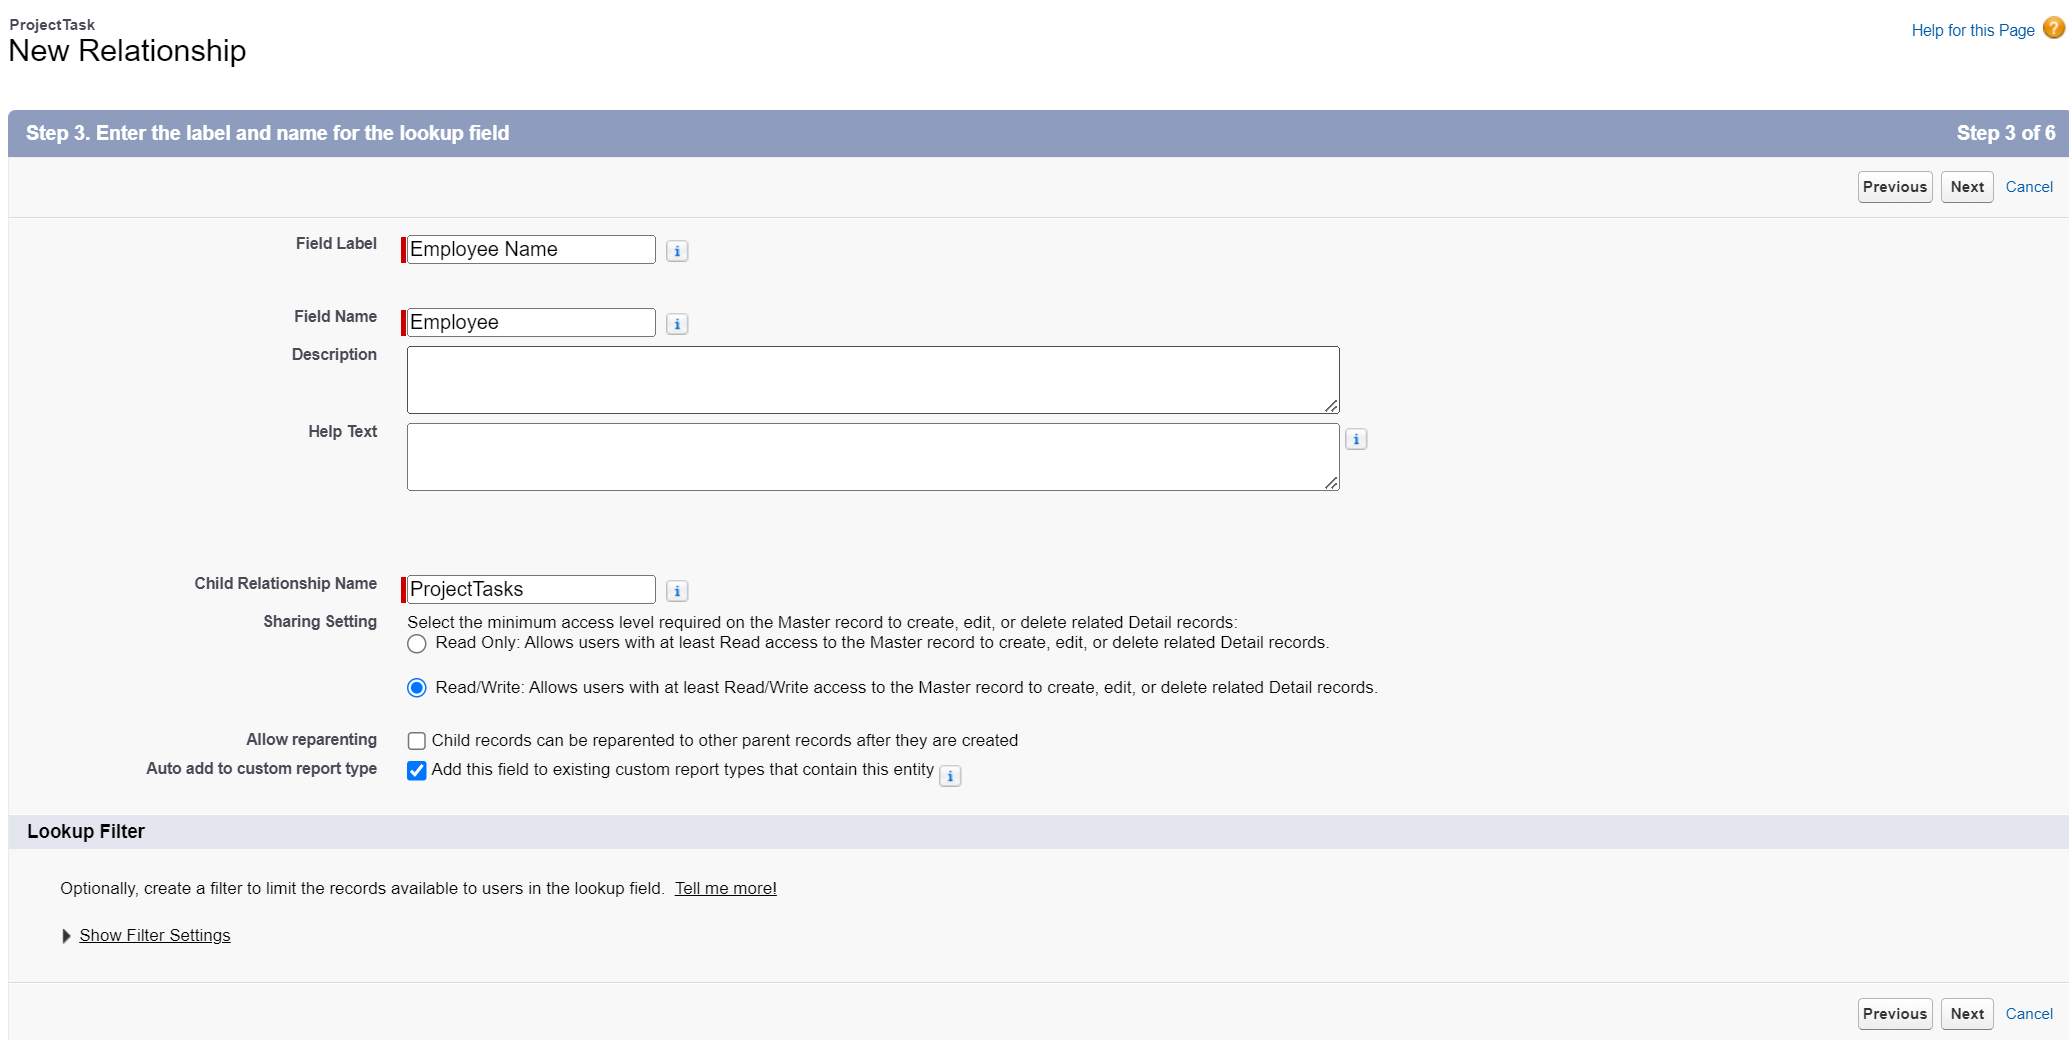 ProjectTask
New Relationship
Help for this Page
Step 3. Enter the label and name for the lookup field
Step 3 of 6
Previous Next Cancel
Field Label Employee Name
Field Name Employee
Description
Help Text
Child Relationship Name ProjectTasks
Sharing Setting Select the minimum access level required on the Master record to create, edit, or delete related Detail records:
Read Only: Allows users with at least Read access to the Master record to create, edit, or delete related Detail records.
Read/Write: Allows users with at least Read/Write access to the Master record to create, edit, or delete related Detail records.
Allow reparenting Child records can be reparented to other parent records after they are created
Auto add to custom report type Add this field to existing custom report types that contain this entity
Lookup Filter
Optionally, create a filter to limit the records available to users in the lookup field. Tell me more!
Show Filter Settings
Previous Next Cancel